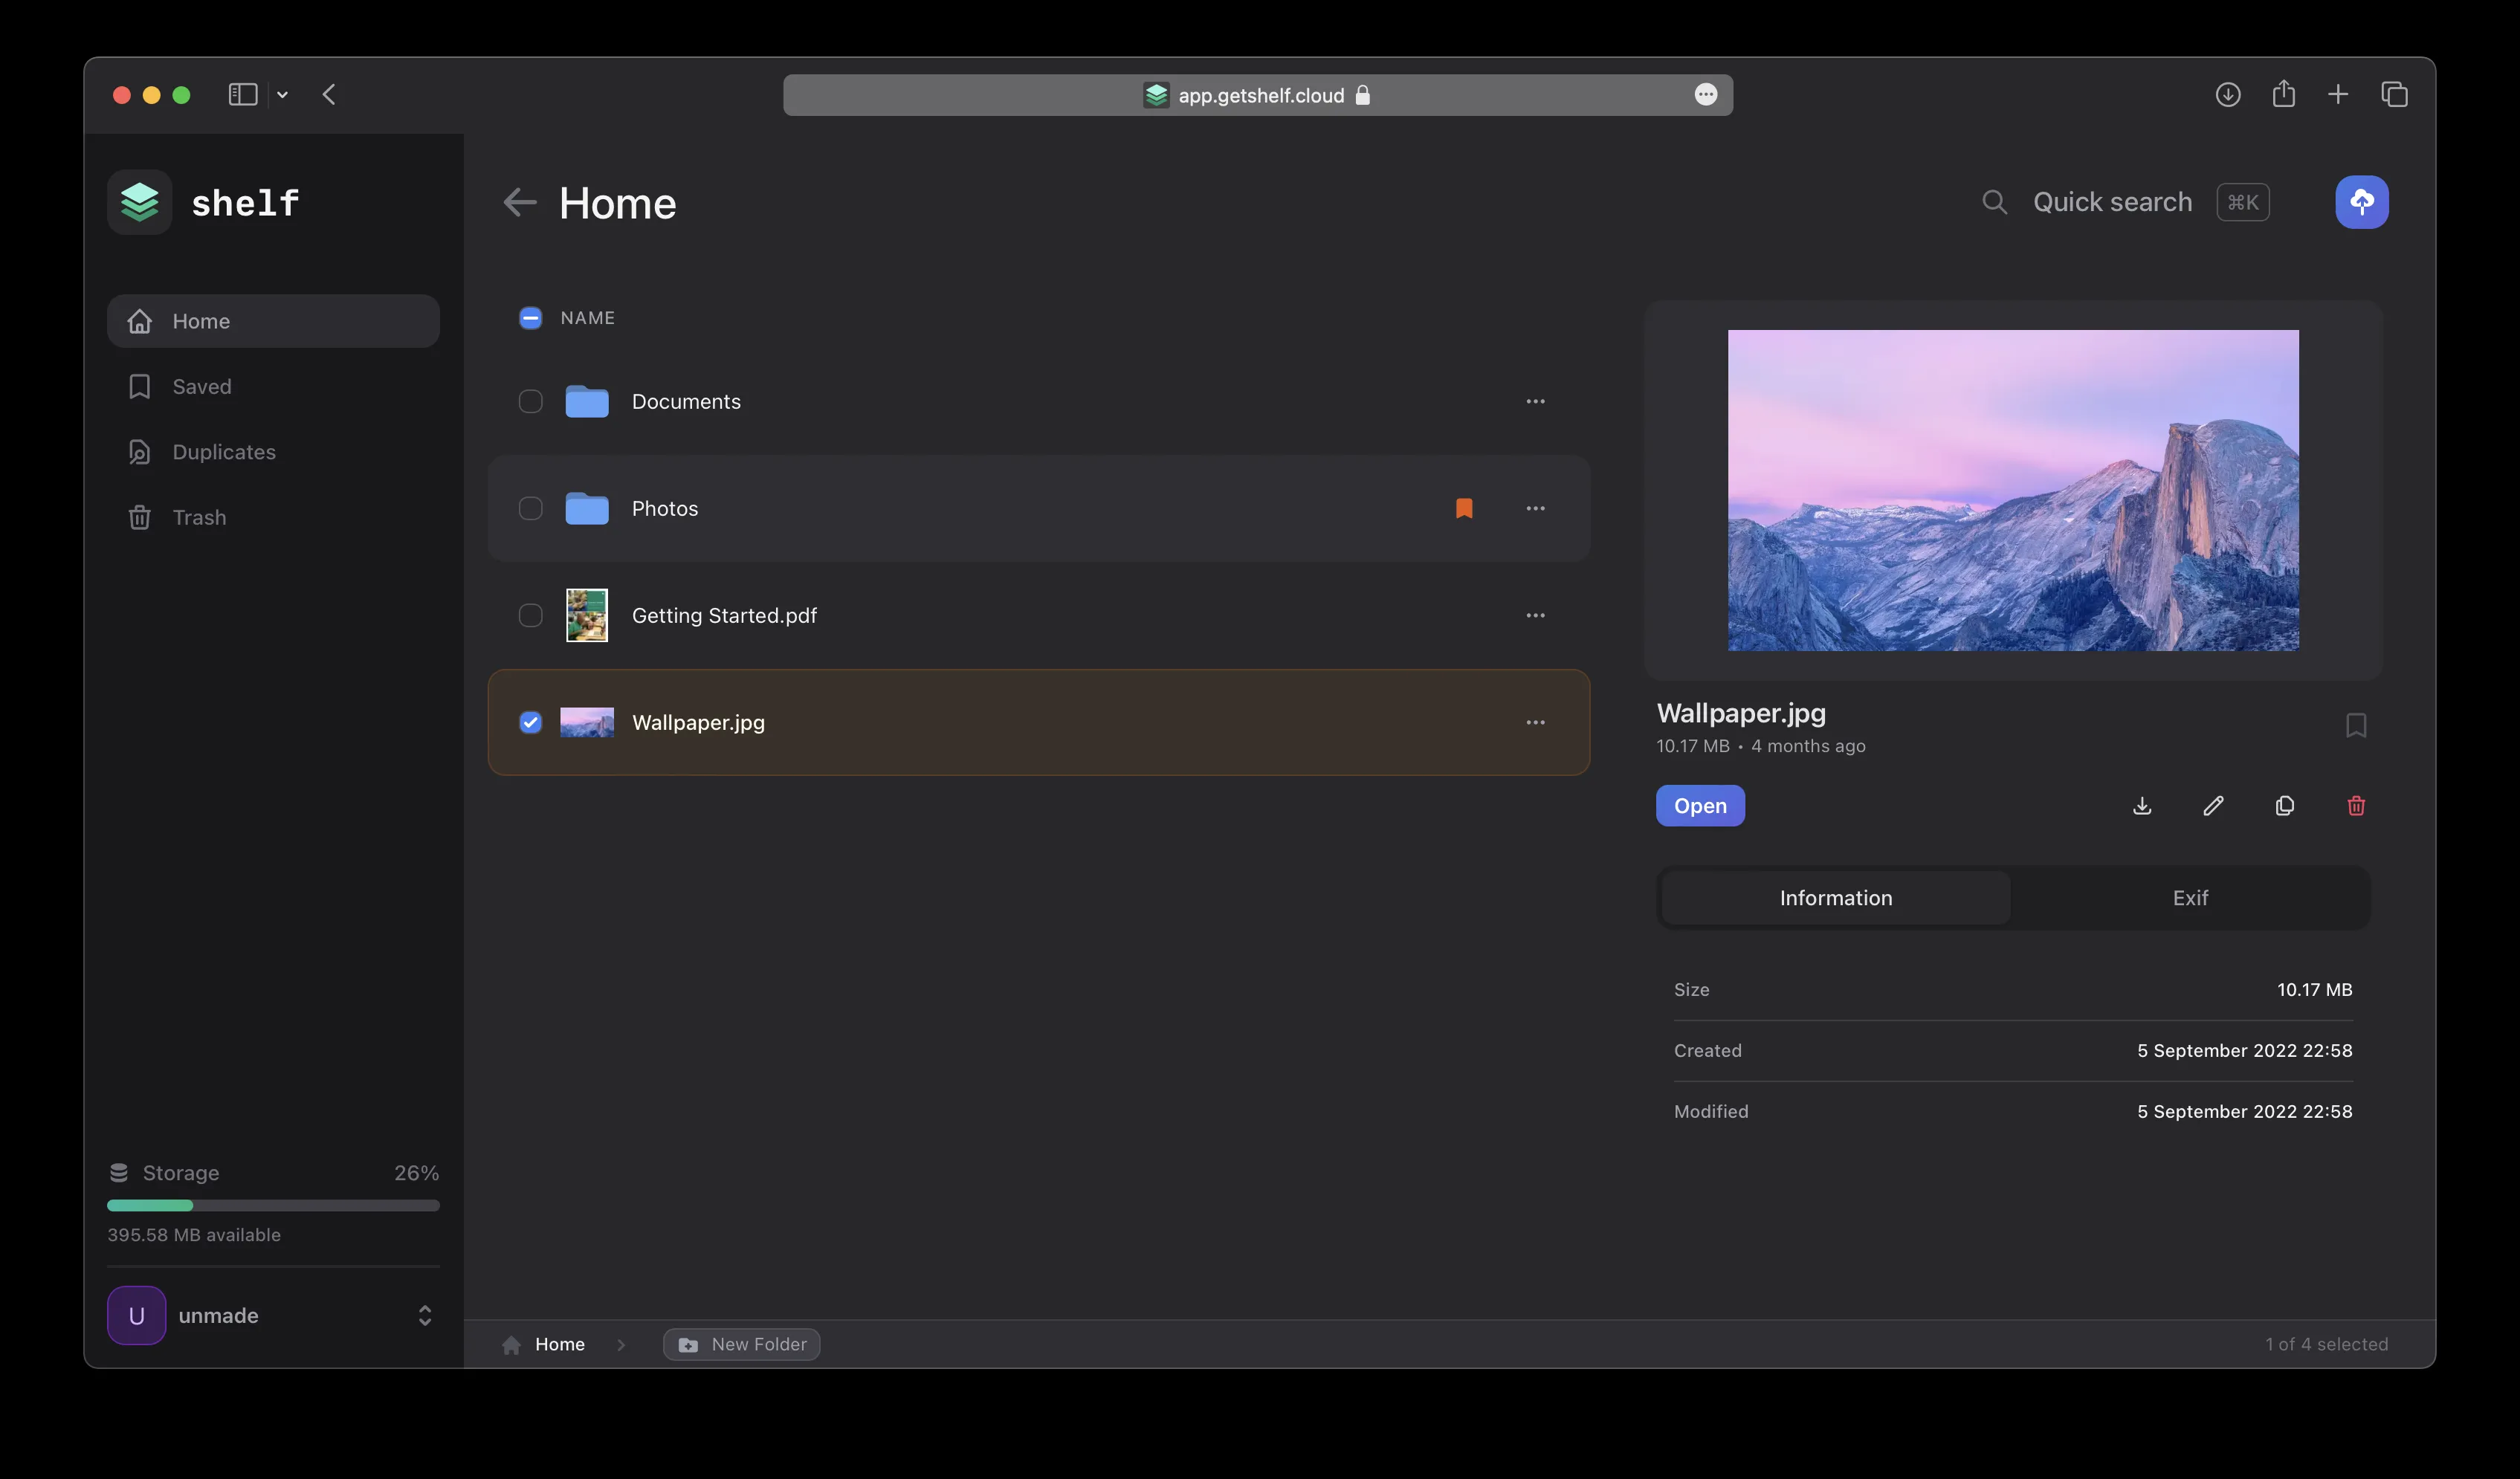 app.getshelf.cloud
shelf
Home
Saved
Duplicates
Trash
Storage 26%
395.58 MB available
U unmade
Home
Quick search ⌘K
NAME
Documents
Photos
Getting Started.pdf
Wallpaper.jpg
Wallpaper.jpg
10.17 MB • 4 months ago
Open
Information Exif
Size 10.17 MB
Created 5 September 2022 22:58
Modified 5 September 2022 22:58
Home New Folder 1 of 4 selected